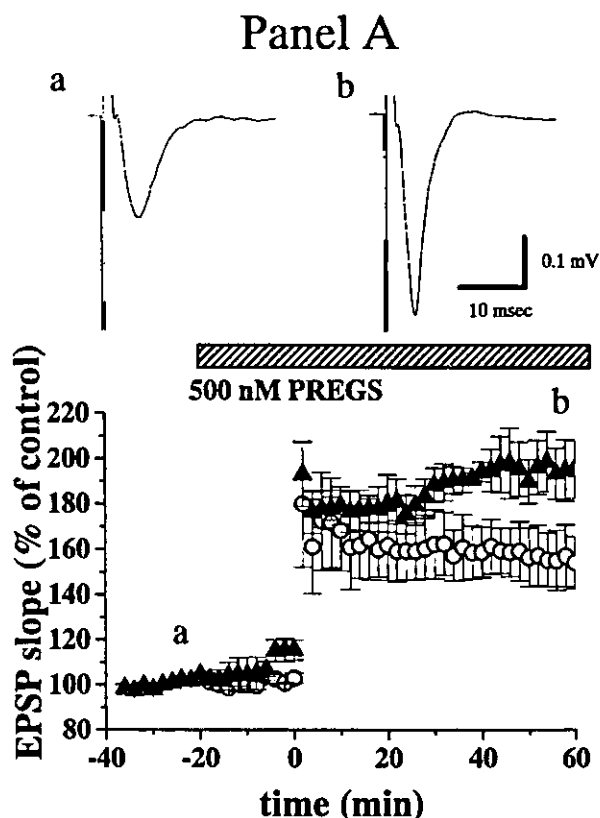 Panel A
a
b
0.1 mV
10 msec
500 nM PREGS
b
a
EPSP slope (% of control)
220
200
180
160
140
120
100
80
-40
-20
0
20
40
60
time (min)